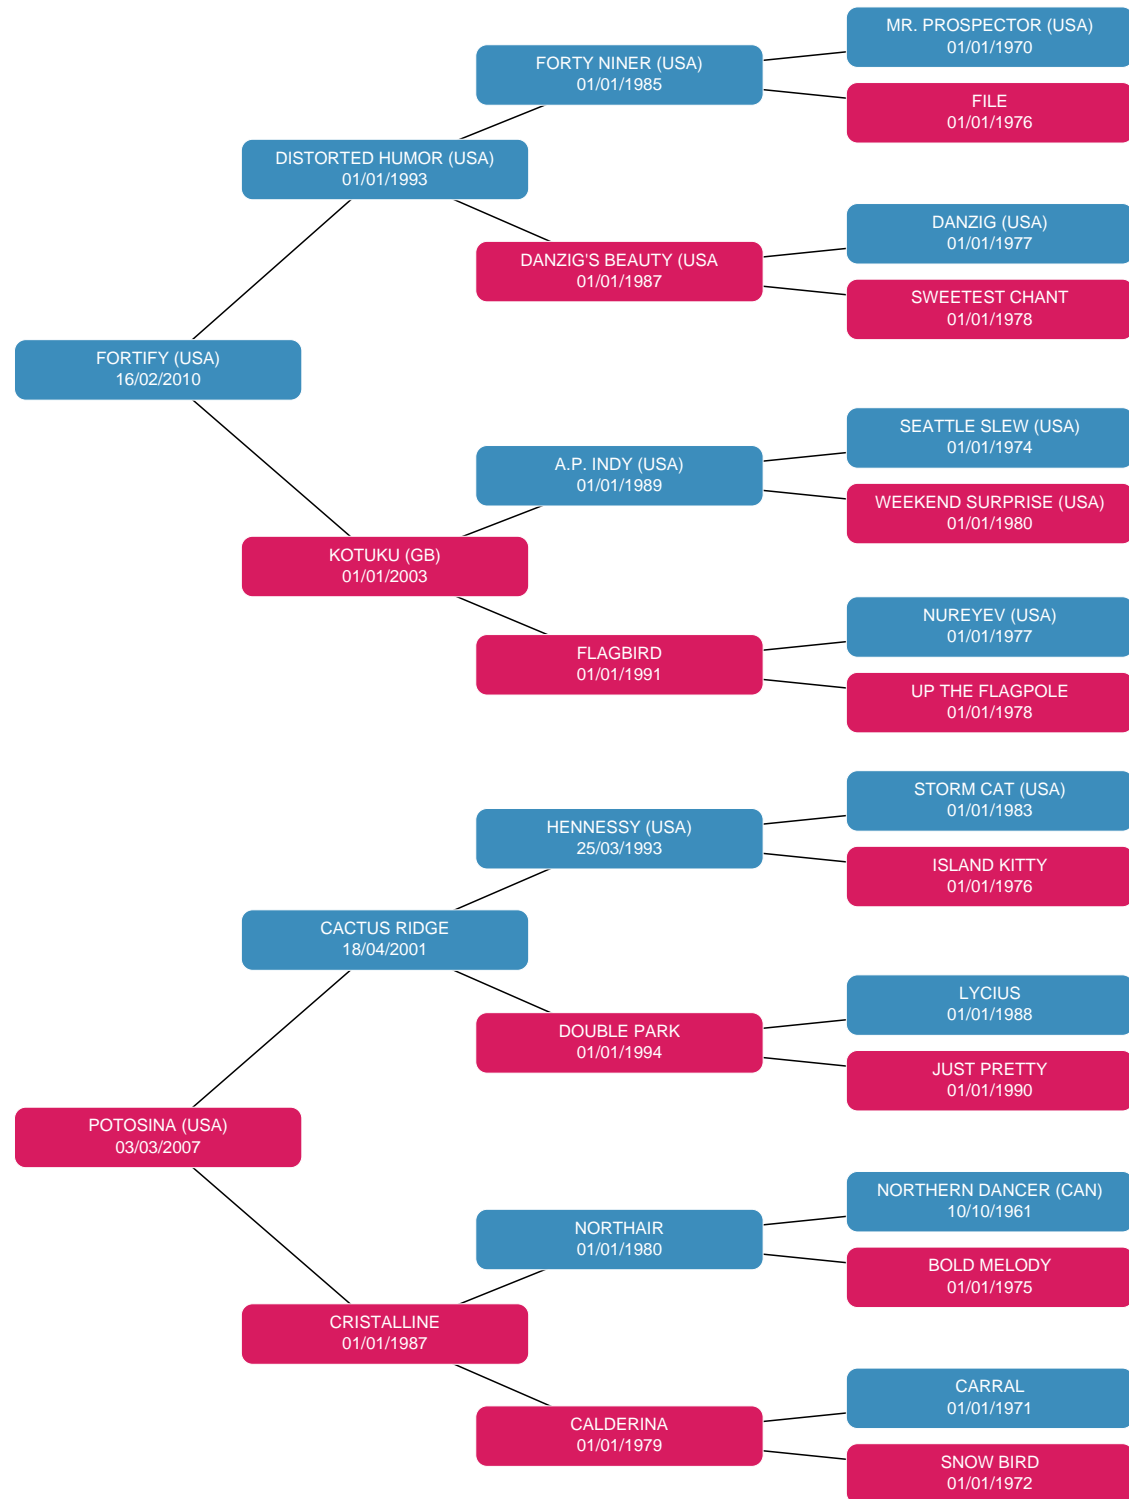 MR. PROSPECTOR (USA)
01/01/1970
FORTY NINER (USA)
01/01/1985
FILE
01/01/1976
DISTORTED HUMOR (USA)
01/01/1993
DANZIG (USA)
01/01/1977
DANZIG'S BEAUTY (USA
01/01/1987
SWEETEST CHANT
01/01/1978
FORTIFY (USA)
16/02/2010
SEATTLE SLEW (USA)
01/01/1974
A.P. INDY (USA)
01/01/1989
WEEKEND SURPRISE (USA)
01/01/1980
KOTUKU (GB)
01/01/2003
NUREYEV (USA)
01/01/1977
FLAGBIRD
01/01/1991
UP THE FLAGPOLE
01/01/1978
STORM CAT (USA)
01/01/1983
HENNESSY (USA)
25/03/1993
ISLAND KITTY
01/01/1976
CACTUS RIDGE
18/04/2001
LYCIUS
01/01/1988
DOUBLE PARK
01/01/1994
JUST PRETTY
01/01/1990
POTOSINA (USA)
03/03/2007
NORTHERN DANCER (CAN)
10/10/1961
NORTHAIR
01/01/1980
BOLD MELODY
01/01/1975
CRISTALLINE
01/01/1987
CARRAL
01/01/1971
CALDERINA
01/01/1979
SNOW BIRD
01/01/1972